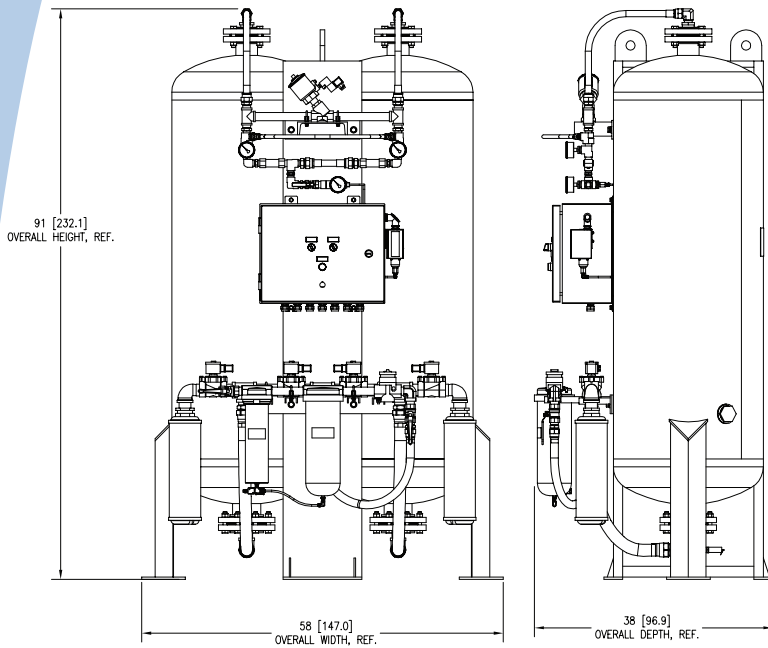 91 [232.1]
OVERALL HEIGHT, REF.
58 [147.0]
OVERALL WIDTH, REF.
38 [96.9]
OVERALL DEPTH, REF.